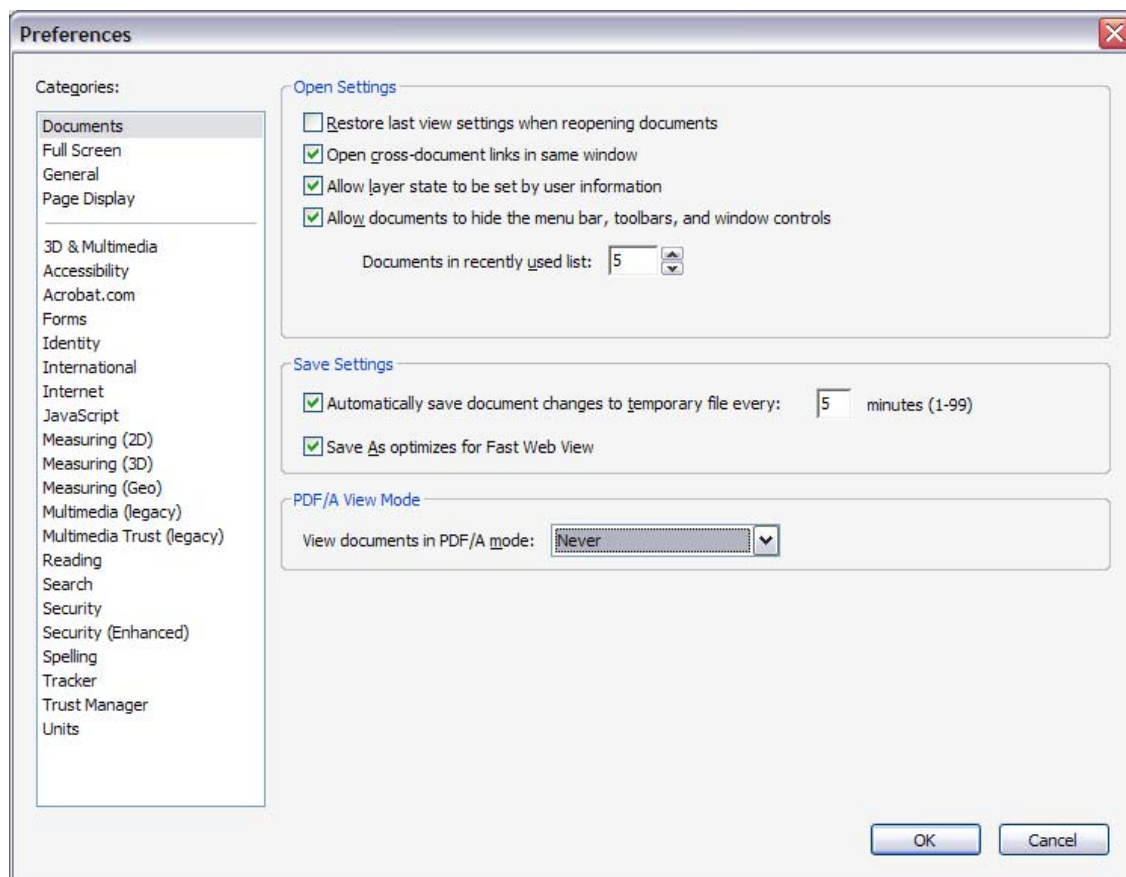 Preferences
Categories:
Documents
Full Screen
General
Page Display
3D & Multimedia
Accessibility
Acrobat.com
Forms
Identity
International
Internet
JavaScript
Measuring (2D)
Measuring (3D)
Measuring (Geo)
Multimedia (legacy)
Multimedia Trust (legacy)
Reading
Search
Security
Security (Enhanced)
Spelling
Tracker
Trust Manager
Units
Open Settings
Restore last view settings when reopening documents
Open cross-document links in same window
Allow layer state to be set by user information
Allow documents to hide the menu bar, toolbars, and window controls
Documents in recently used list: 5
Save Settings
Automatically save document changes to temporary file every: 5 minutes (1-99)
Save As optimizes for Fast Web View
PDF/A View Mode
View documents in PDF/A mode: Never
OK Cancel